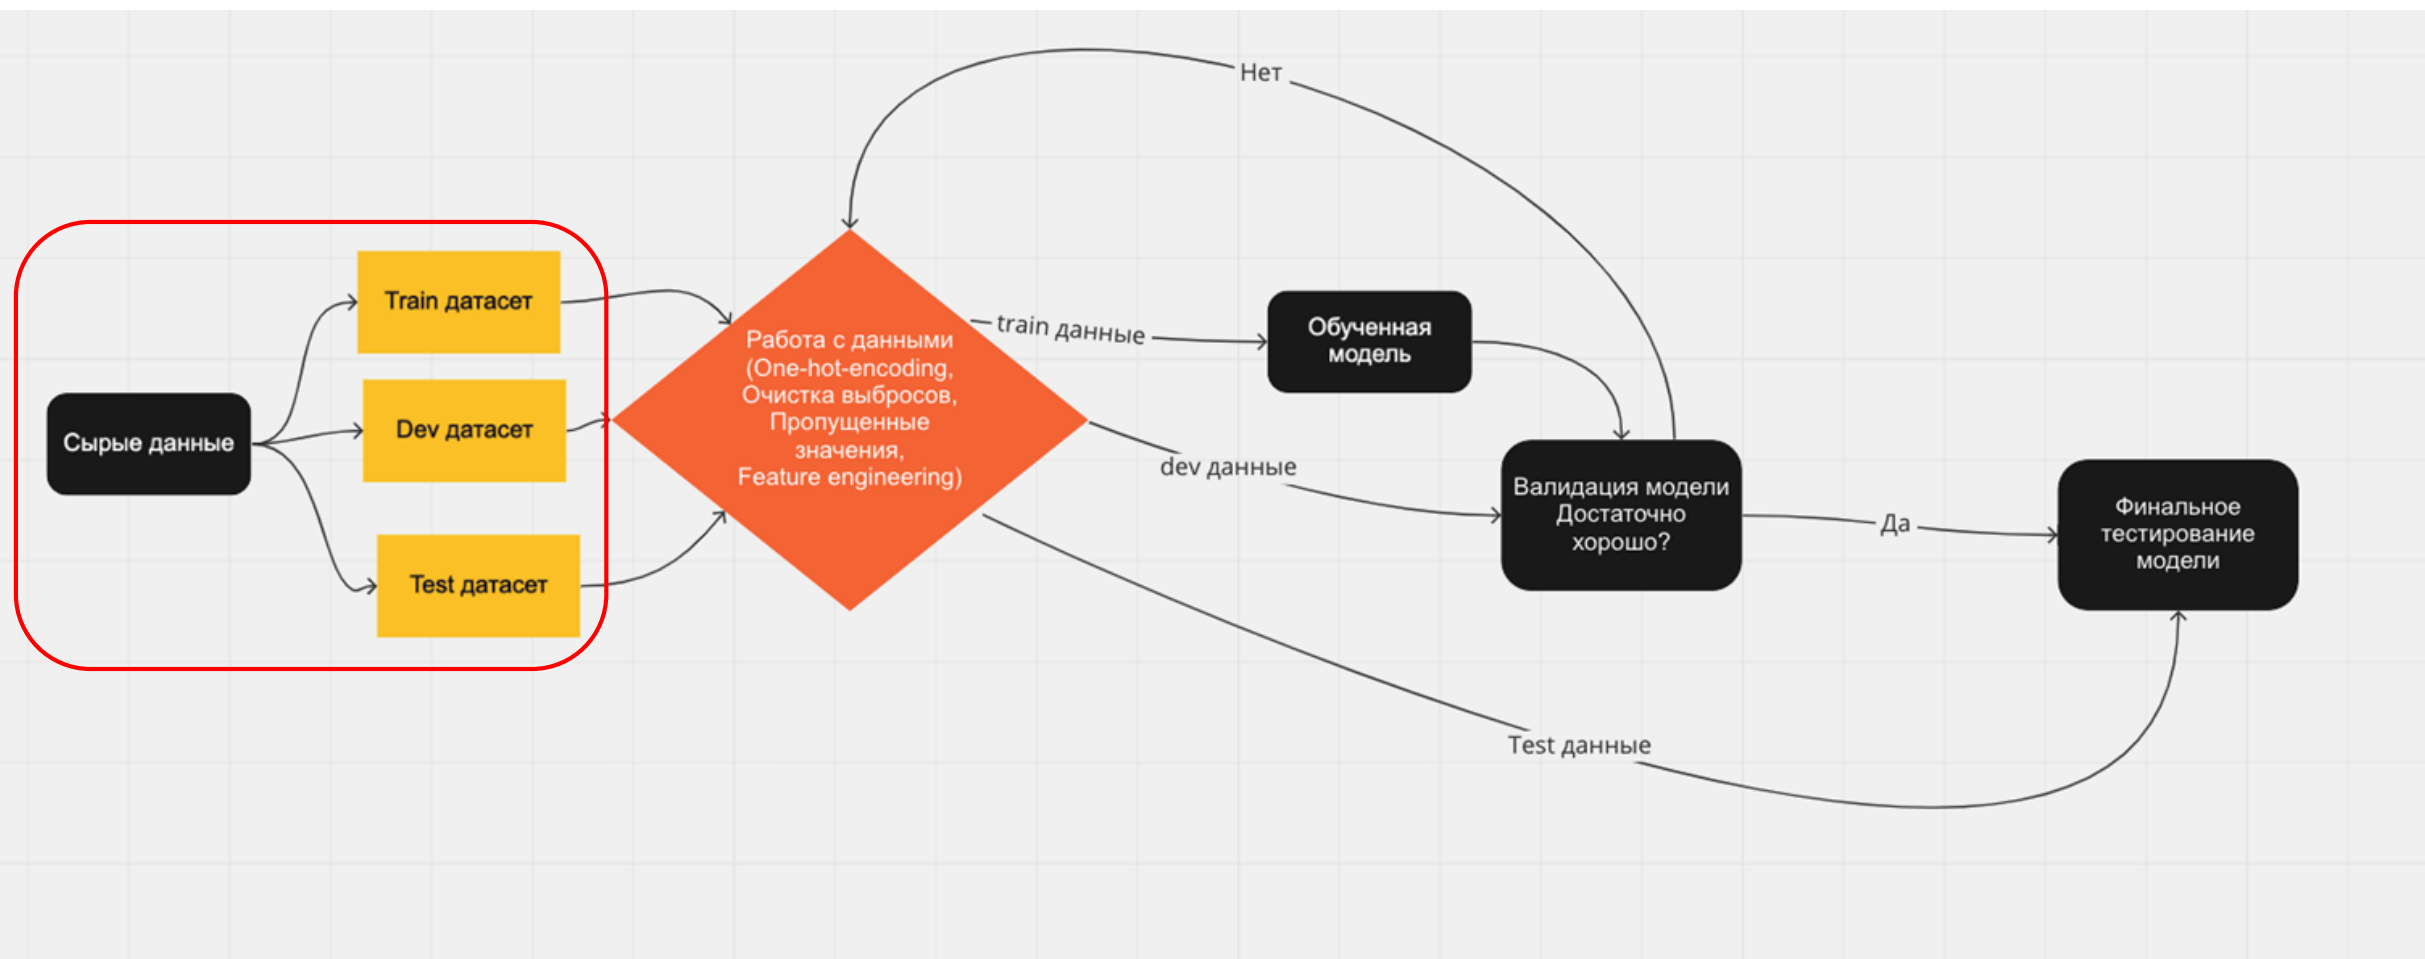 Нет
Train датасет
Dev датасет
Сырые данные
Test датасет
Работа с данными
(One-hot-encoding,
Очистка выбросов,
Пропущенные
значения,
Feature engineering)
train данные
Обученная
модель
dev данные
Валидация модели
Достаточно
хорошо?
Да
Финальное
тестирование
модели
Test данные